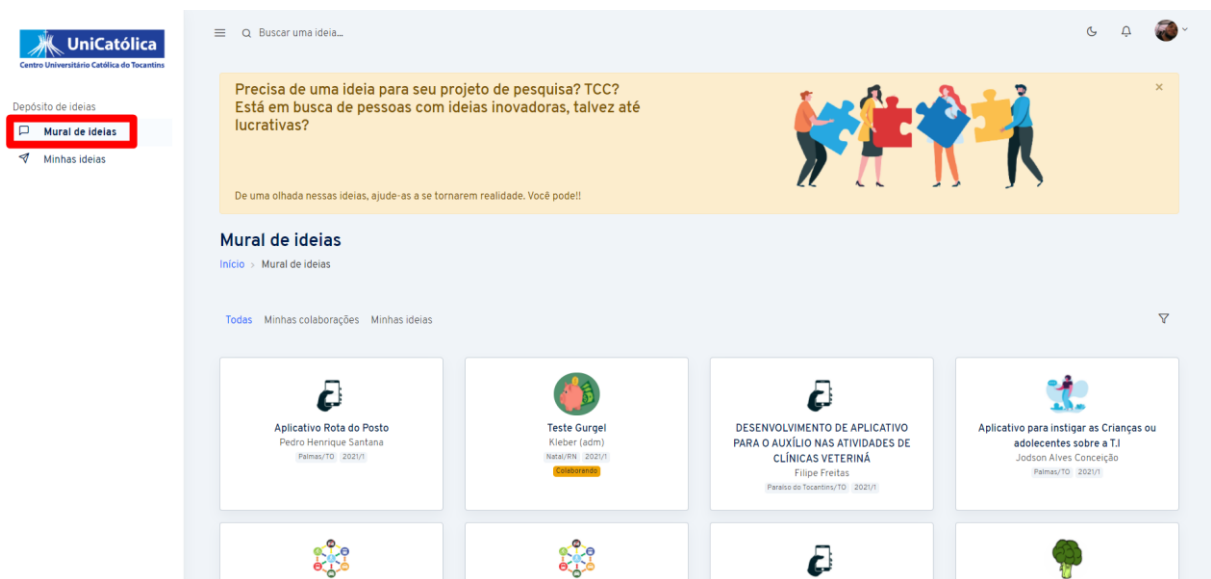 UniCatólica
Centro Universitário Católica do Tocantins
Buscar uma ideia...
Depósito de ideias
Mural de ideias
Minhas ideias
Precisa de uma ideia para seu projeto de pesquisa? TCC?
Está em busca de pessoas com ideias inovadoras, talvez até
lucrativas?
×
De uma olhada nessas ideias, ajude-as a se tornarem realidade. Você pode!!
Mural de ideias
Início > Mural de ideias
Todas Minhas colaborações Minhas ideias
Aplicativo Rota do Posto
Pedro Henrique Santana
Palmas/TO 2021/1
Teste Gurgel
Kleber (adm)
Natal/RN 2021/1
Colaborando
DESENVOLVIMENTO DE APLICATIVO
PARA O AUXÍLIO NAS ATIVIDADES DE
CLÍNICAS VETERINÁ
Filipe Freitas
Paraíso do Tocantins/TO 2021/1
Aplicativo para instigar as Crianças ou
adolecentes sobre a T.I
Jodson Alves Conceição
Palmas/TO 2021/1